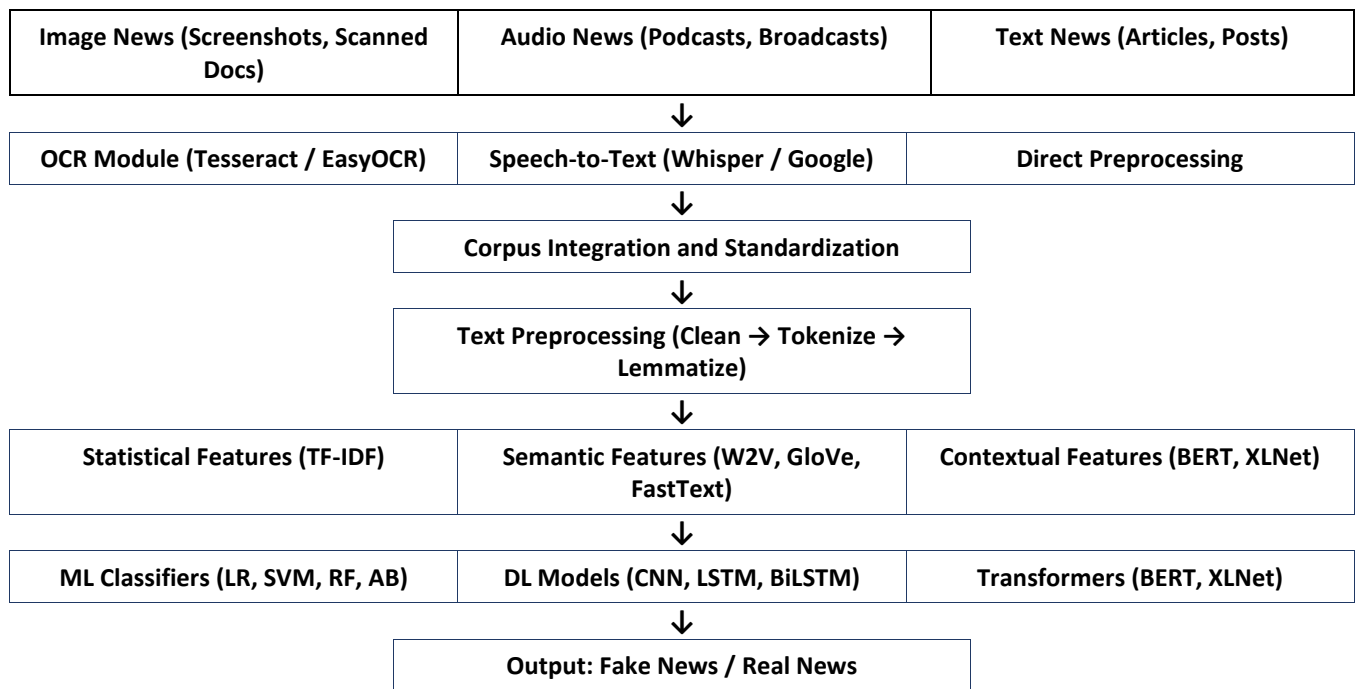 Image News (Screenshots, Scanned
Docs)
Audio News (Podcasts, Broadcasts)
Text News (Articles, Posts)
↓
OCR Module (Tesseract / EasyOCR)
Speech-to-Text (Whisper / Google)
Direct Preprocessing
↓
Corpus Integration and Standardization
↓
Text Preprocessing (Clean → Tokenize →
Lemmatize)
↓
Statistical Features (TF-IDF)
Semantic Features (W2V, GloVe,
FastText)
Contextual Features (BERT, XLNet)
↓
ML Classifiers (LR, SVM, RF, AB)
DL Models (CNN, LSTM, BiLSTM)
Transformers (BERT, XLNet)
↓
Output: Fake News / Real News